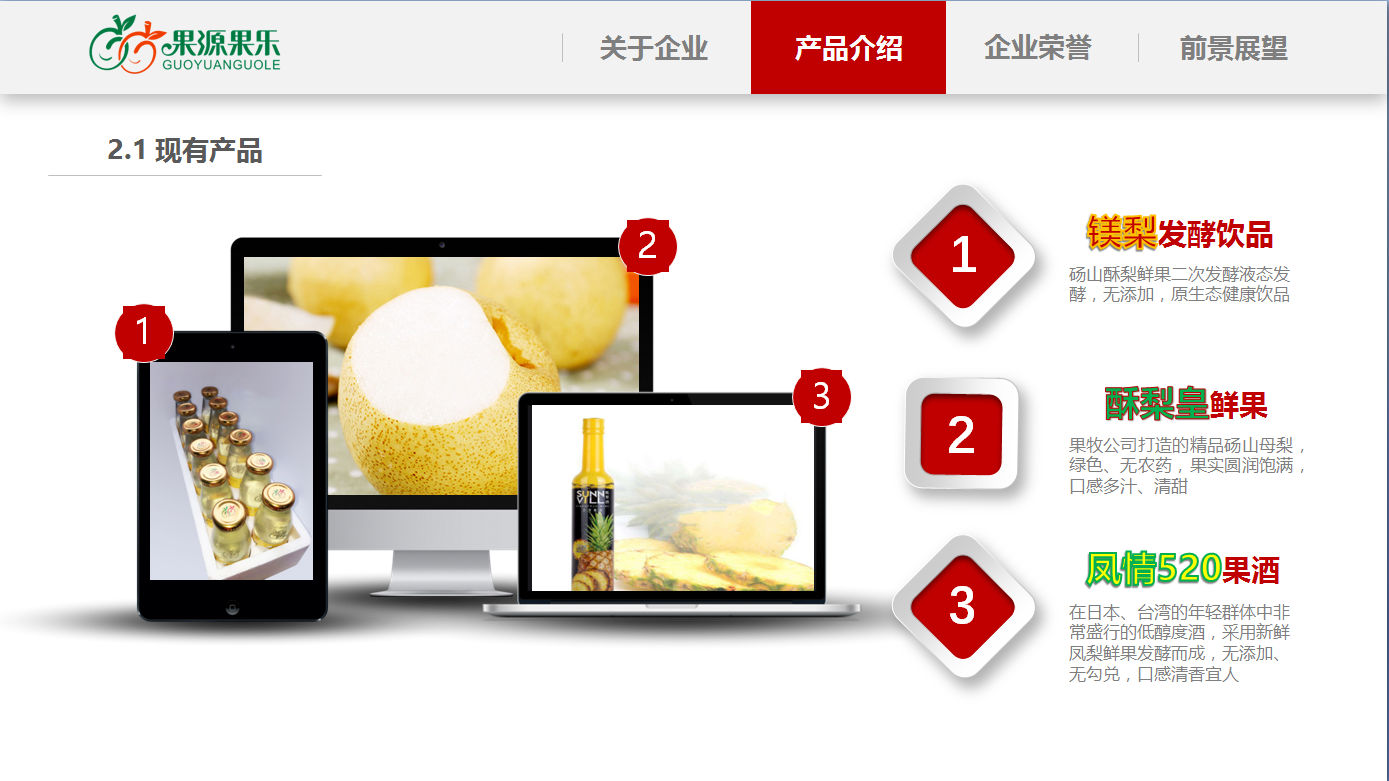 果源果乐
GUOYUANGUOLE
关于企业
产品介绍
企业荣誉
前景展望
2.1 现有产品
1
2
3
SUNN
VILL
1
镁梨发酵饮品
砀山酥梨鲜果二次发酵液态发
酵，无添加，原生态健康饮品
2
酥梨皇鲜果
果牧公司打造的精品砀山母梨，
绿色、无农药，果实圆润饱满，
口感多汁、清甜
3
凤情520果酒
在日本、台湾的年轻群体中非
常盛行的低醇度酒，采用新鲜
凤梨鲜果发酵而成，无添加、
无勾兑，口感清香宜人